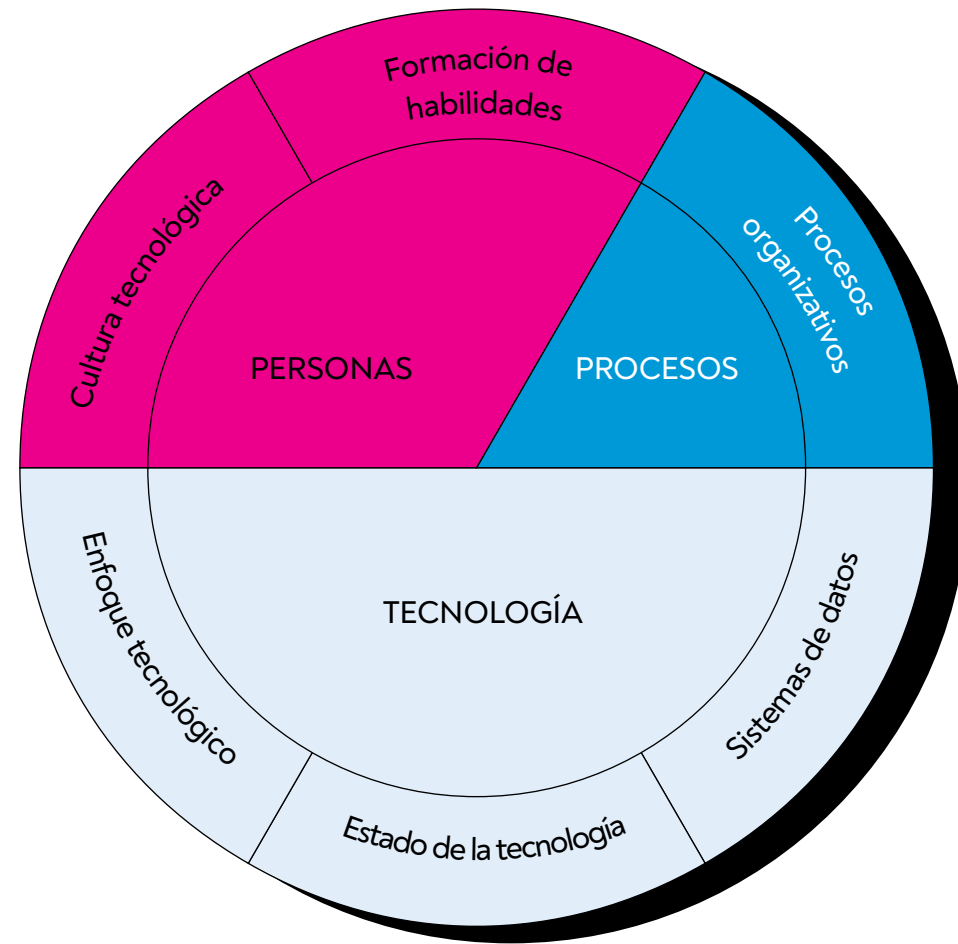 Formación de
habilidades
Cultura tecnológica
Procesos
organizativos
PERSONAS
PROCESOS
TECNOLOGÍA
Enfoque tecnológico
Sistemas de datos
Estado de la tecnología